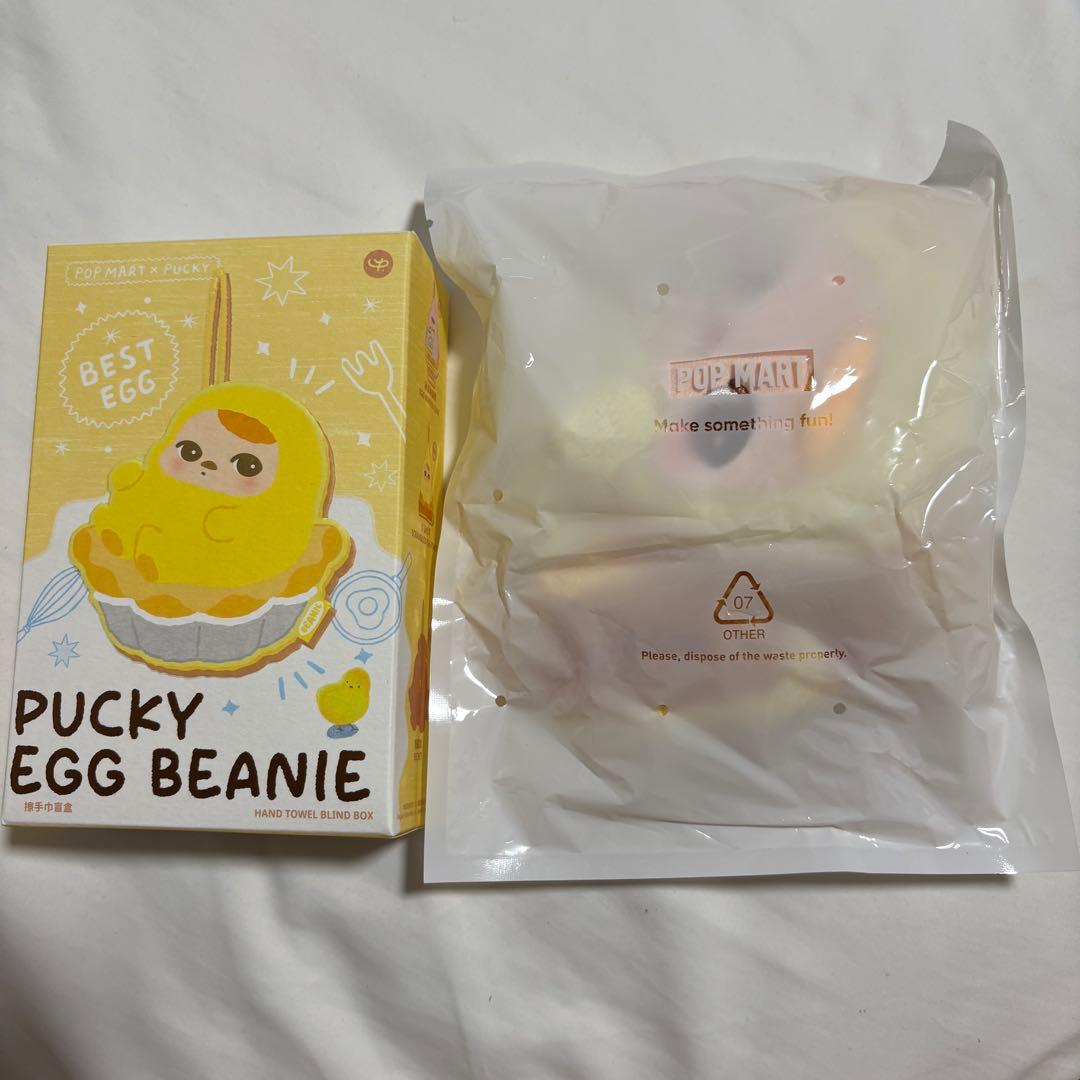 POP MART × PUCKY
BEST
EGG
PUCKY
EGG BEANIE
擦手巾盲盒
HAND TOWEL BLIND BOX
POP MART
Make something fun!
07
OTHER
Please, dispose of the waste properly.